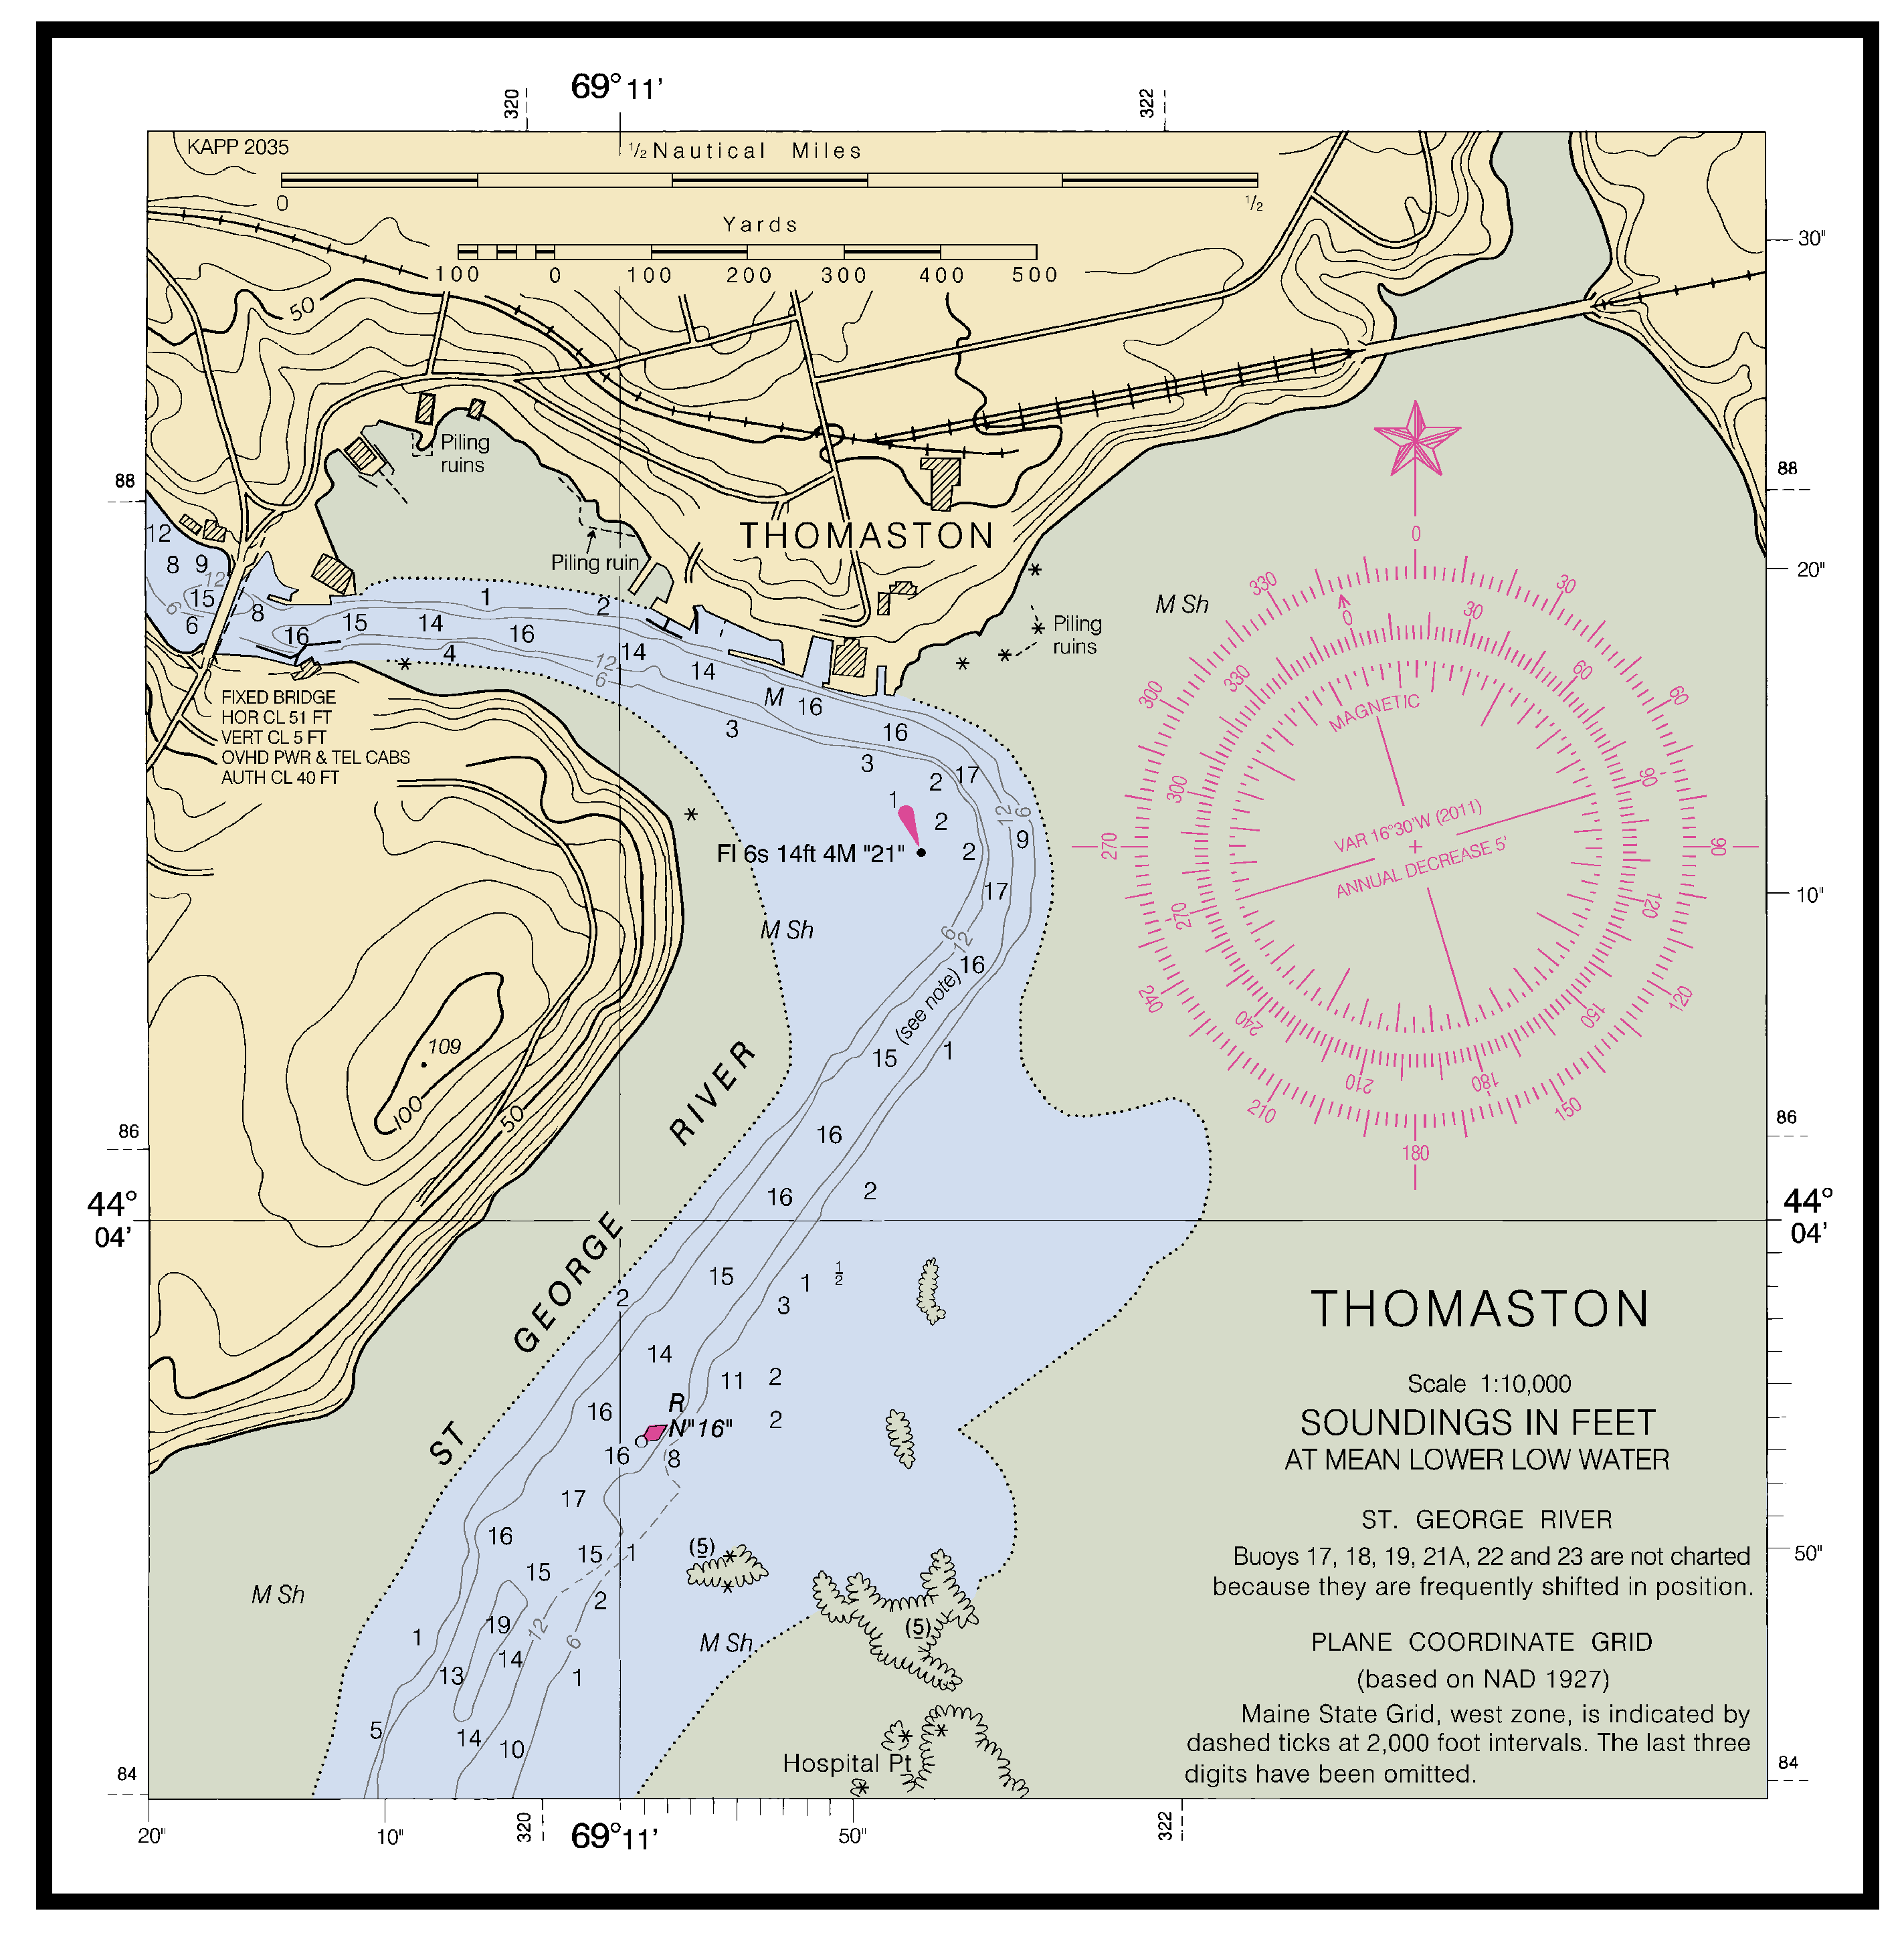 320
69° 11'
322
KAPP 2035
1/2 Nautical Miles
0
1/2
Yards
100 0 100 200 300 400 500
30"
50
Piling
ruins
88
88
THOMASTON
Piling ruin
12
8 9
12
15
6
6
8
1
2
20"
M Sh
Piling
ruins
16 15 14 16
4
12
6
14 14
M 16
3
16
FIXED BRIDGE
HOR CL 51 FT
VERT CL 5 FT
OVHD PWR & TEL CABS
AUTH CL 40 FT
3
2 17
1
2
12 6
9
Fl 6s 14ft 4M "21"
2
17
10"
M Sh
6
12
16
(see note)
15 1
0
330 30
300 60
270 90
240 120
210 150
180
0 30
330 60
300 90
270 120
240 150
210 180
MAGNETIC
VAR 16°30'W (2011)
ANNUAL DECREASE 5'
109
100
50
86
86
16
16 2
44°
04'
44°
04'
ST GEORGE RIVER
15 1 1/2
2 3
14
11 2
R
N"16"
16
2
16 8
17
16
15 1
(5)
15
2
M Sh
19
12
1
6
14
13
1
M Sh
(5)
5
14
10
Hospital Pt
THOMASTON
Scale 1:10,000
SOUNDINGS IN FEET
AT MEAN LOWER LOW WATER
ST. GEORGE RIVER
Buoys 17, 18, 19, 21A, 22 and 23 are not charted
because they are frequently shifted in position.
50"
PLANE COORDINATE GRID
(based on NAD 1927)
Maine State Grid, west zone, is indicated by
dashed ticks at 2,000 foot intervals. The last three
digits have been omitted.
84
84
20" 10" 320 69°11' 50" 322